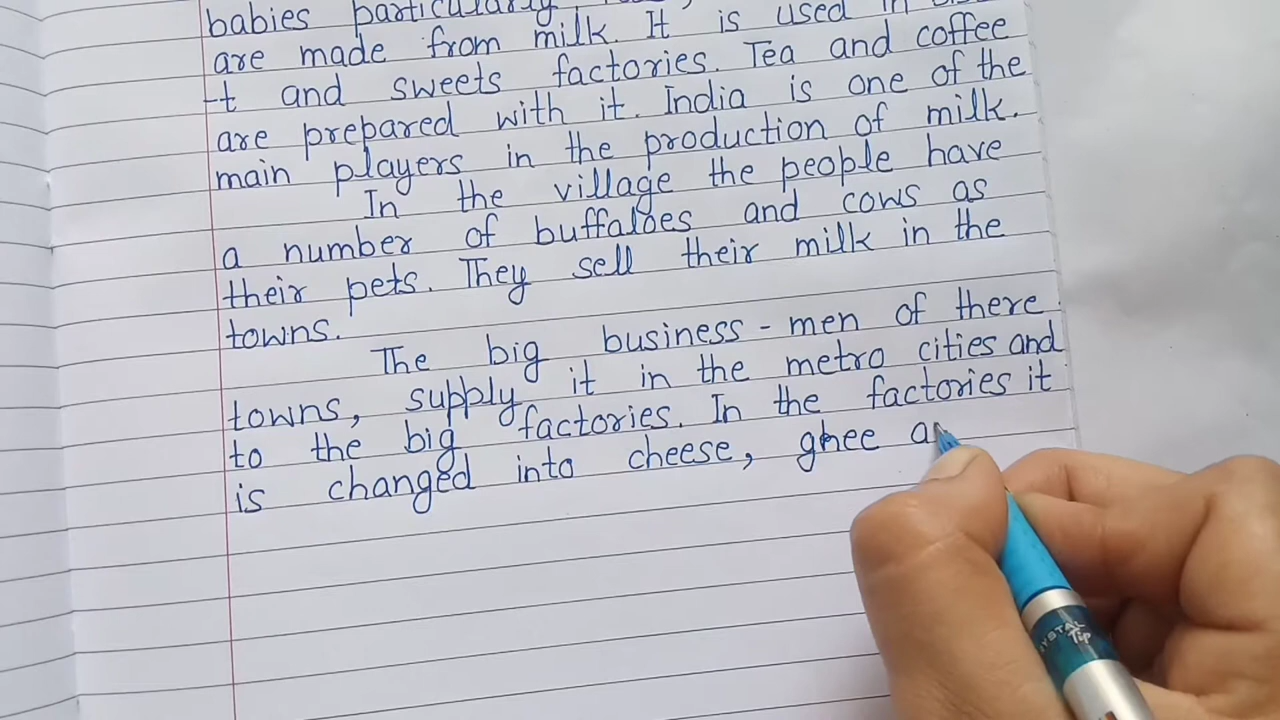 babies particularly
are made from milk. It is used in
-t and sweets factories. Tea and coffee
are prepared with it. India is one of the
main players in the production of milk.
In the village the people have
a number of buffaloes and cows as
their pets. They sell their milk in the
towns.
The big business-men of there
towns, supply it in the metro cities and
to the big factories. In the factories it
is changed into cheese, ghee a
CRYSTAL Tip